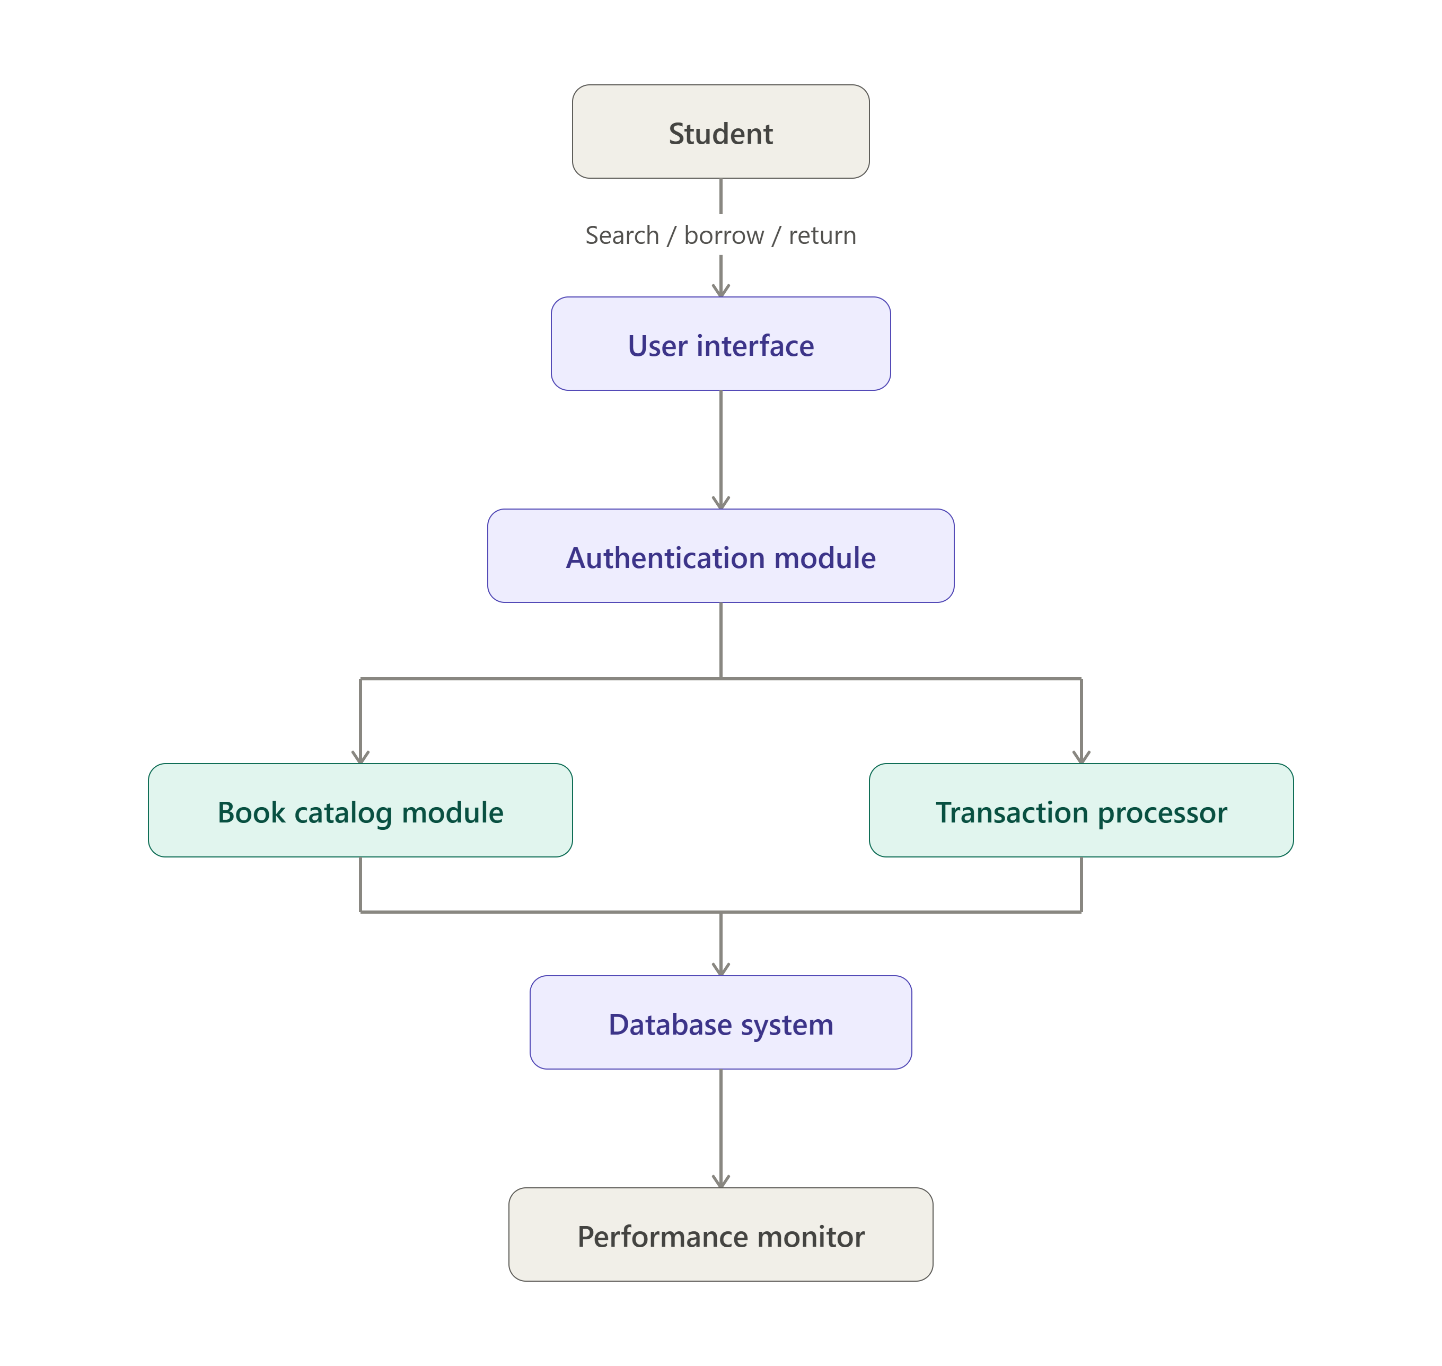 Student
Search / borrow / return
User interface
Authentication module
Book catalog module
Transaction processor
Database system
Performance monitor